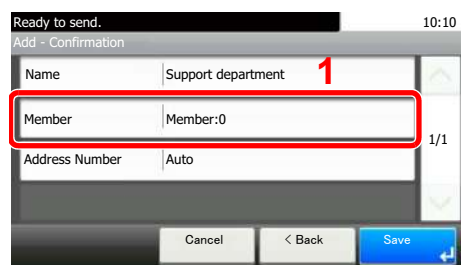 Ready to send. 10:10
Add - Confirmation
Name Support department 1
Member Member:0
1/1
Address Number Auto
Cancel < Back Save